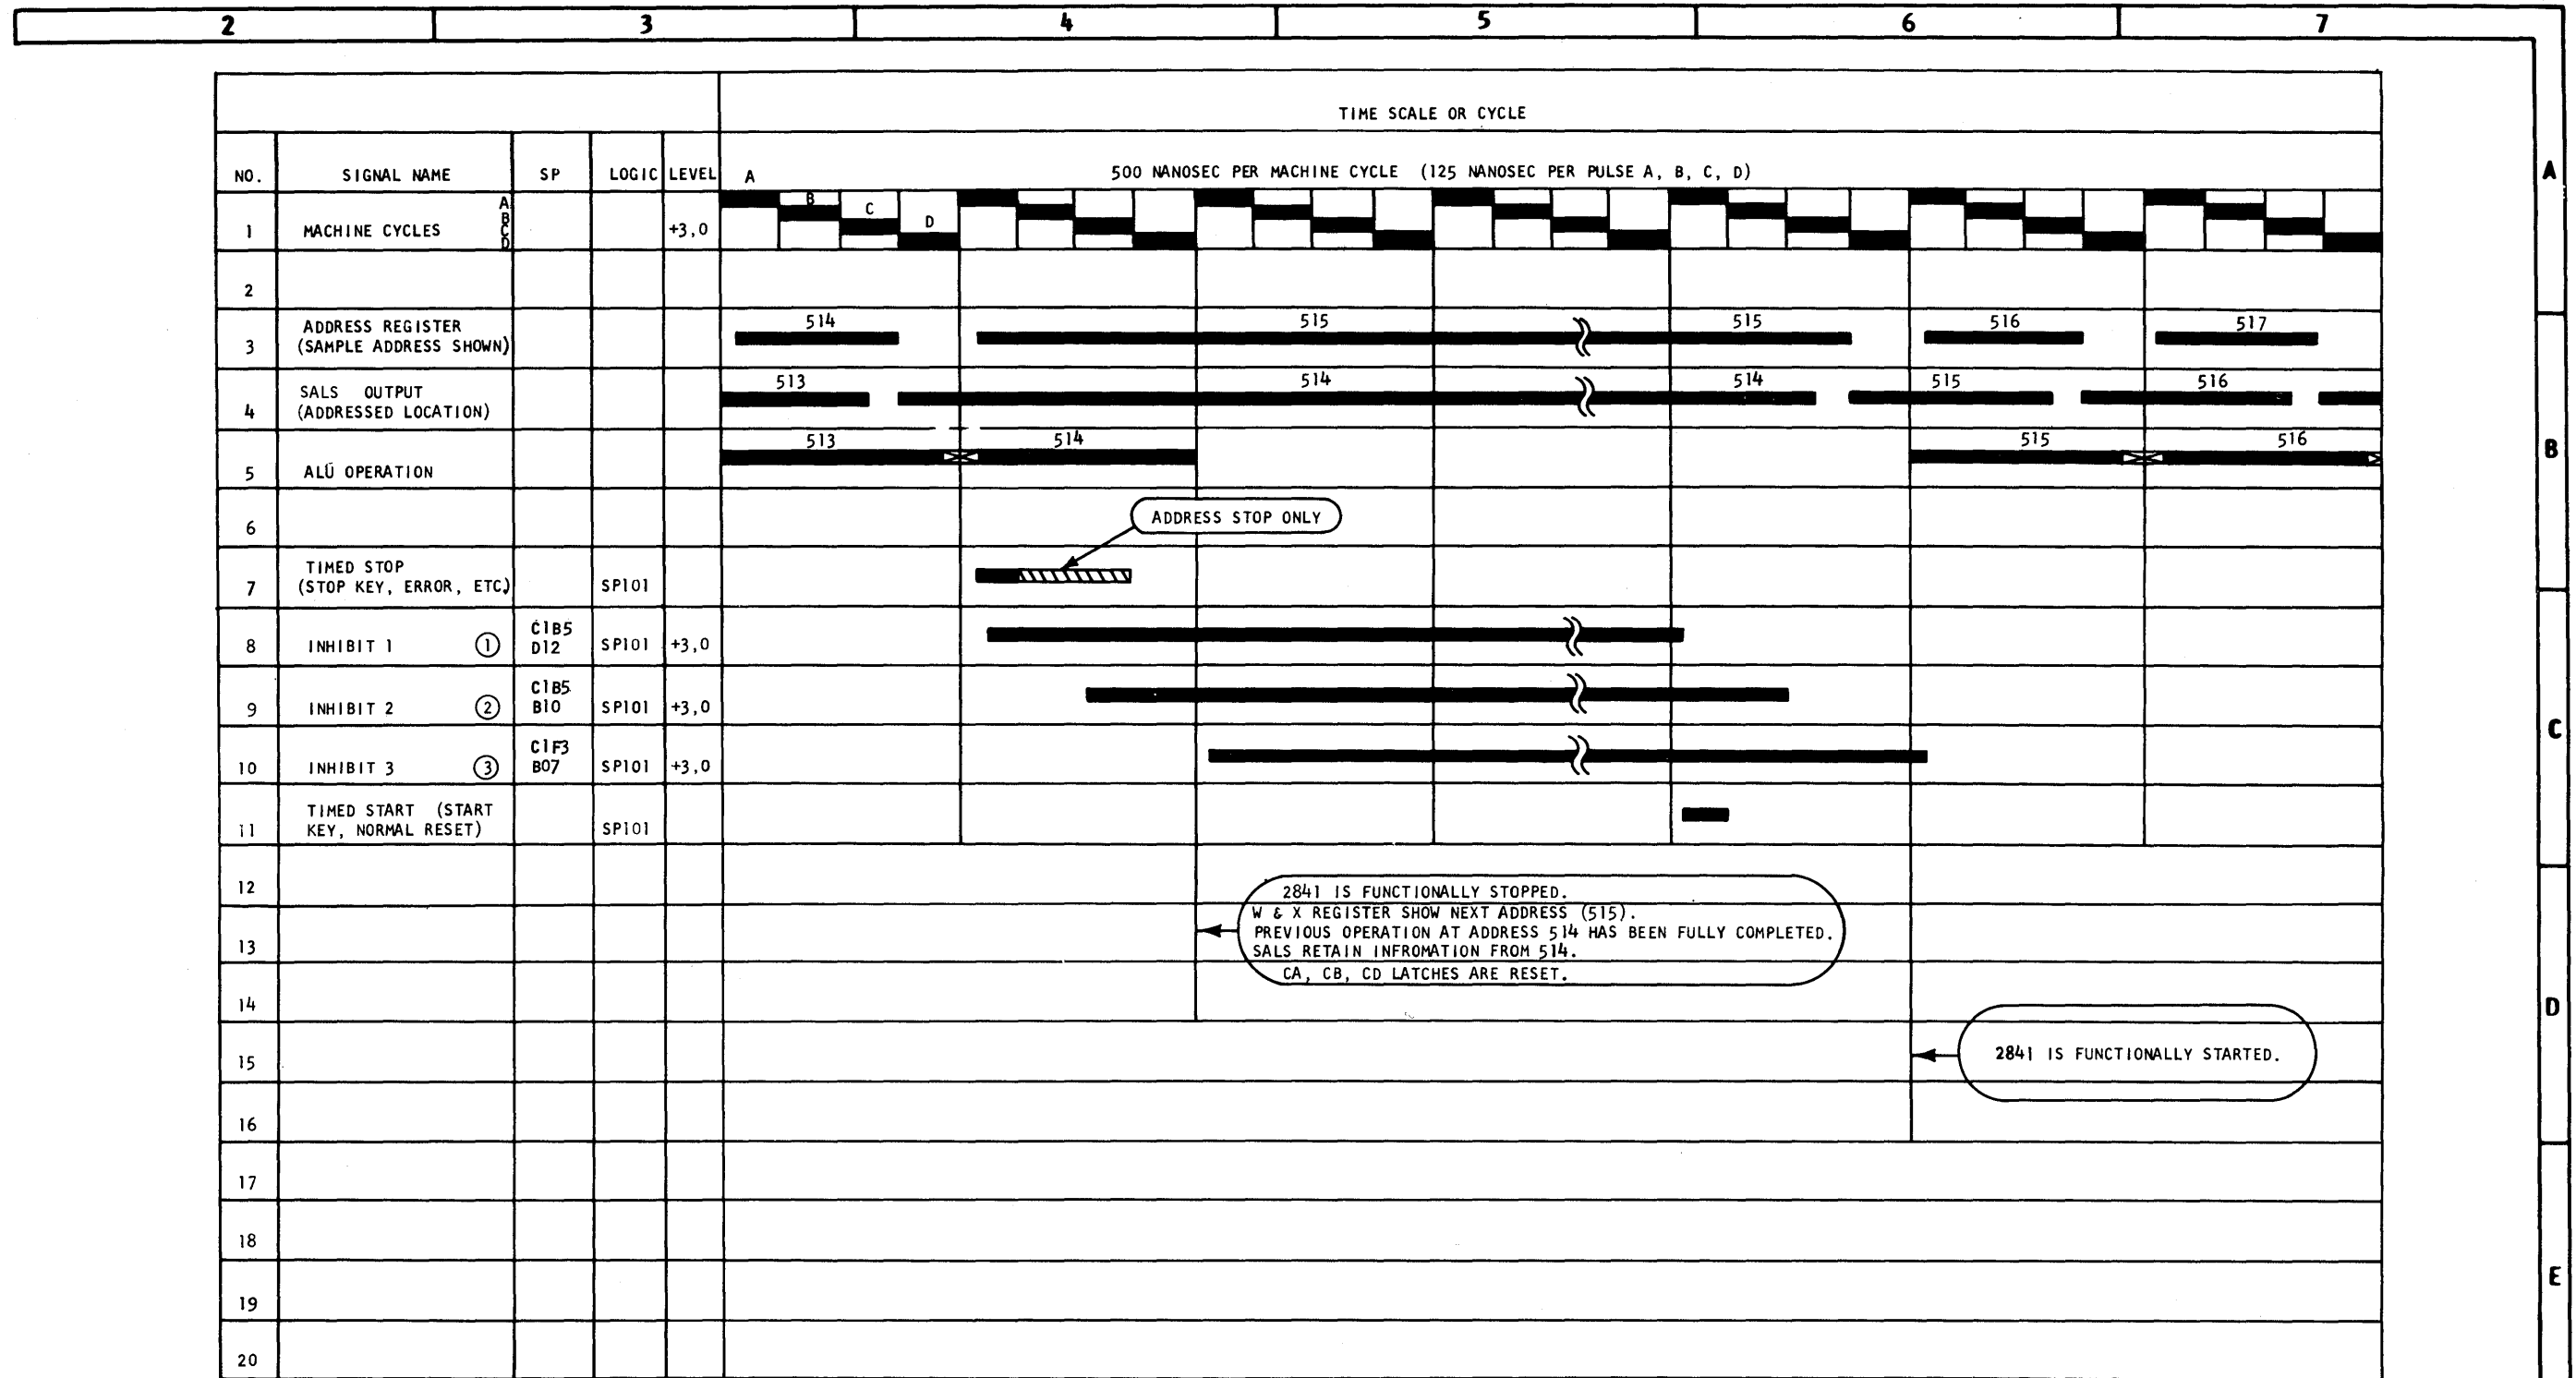 2 3 4 5 6 7
TIME SCALE OR CYCLE
NO. SIGNAL NAME SP LOGIC LEVEL A 500 NANOSEC PER MACHINE CYCLE (125 NANOSEC PER PULSE A, B, C, D)
A
1 MACHINE CYCLES A B C D +3,0 B C D
2
3 ADDRESS REGISTER 514 515 515 516 517
(SAMPLE ADDRESS SHOWN)
4 SALS OUTPUT 513 514 514 515 516
(ADDRESSED LOCATION)
5 ALU OPERATION 513 514 515 516
B
6 ADDRESS STOP ONLY
TIMED STOP
7 (STOP KEY, ERROR, ETC) SP101
8 INHIBIT 1 1 C1B5 D12 SP101 +3,0
9 INHIBIT 2 2 C1B5 B10 SP101 +3,0
C
10 INHIBIT 3 3 C1F3 B07 SP101 +3,0
TIMED START (START
11 KEY, NORMAL RESET) SP101
12
2841 IS FUNCTIONALLY STOPPED.
W & X REGISTER SHOW NEXT ADDRESS (515).
PREVIOUS OPERATION AT ADDRESS 514 HAS BEEN FULLY COMPLETED.
13
SALS RETAIN INFROMATION FROM 514.
CA, CB, CD LATCHES ARE RESET.
14
D
15 2841 IS FUNCTIONALLY STARTED.
16
17
18
19
E
20